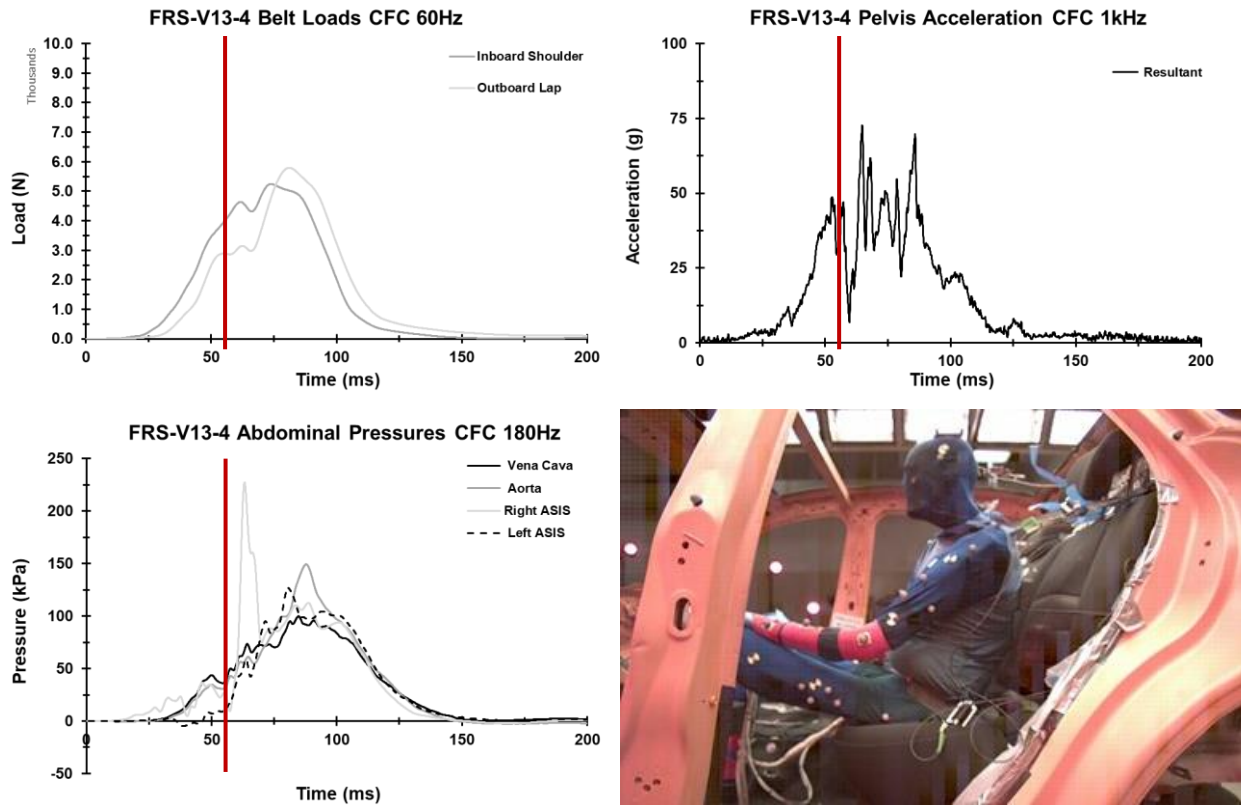 FRS-V13-4 Belt Loads CFC 60Hz
Thousands
Load (N)
10.0
9.0
8.0
7.0
6.0
5.0
4.0
3.0
2.0
1.0
0.0
0
50
100
150
200
Time (ms)
Inboard Shoulder
Outboard Lap
FRS-V13-4 Pelvis Acceleration CFC 1kHz
Acceleration (g)
100
75
50
25
0
0
50
100
150
200
Time (ms)
Resultant
FRS-V13-4 Abdominal Pressures CFC 180Hz
Pressure (kPa)
250
200
150
100
50
0
-50
0
50
100
150
200
Time (ms)
Vena Cava
Aorta
Right ASIS
Left ASIS